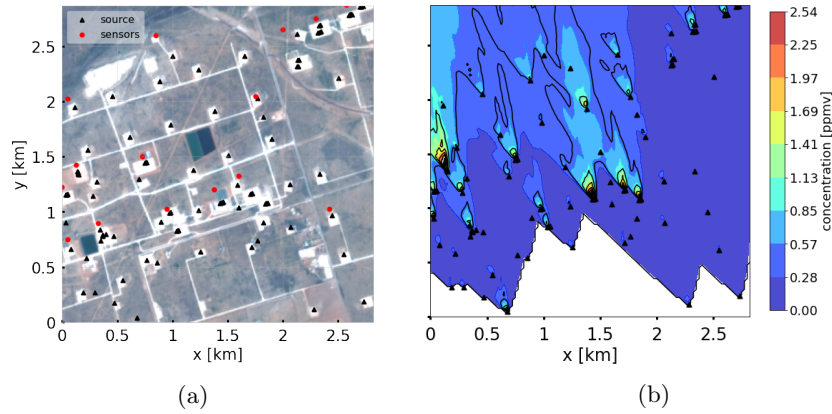 source
sensors
2.5
2
1.5
1
0.5
0
y [km]
0 0.5 1 1.5 2 2.5
x [km]
(a)
0 0.5 1.0 1.5 2 2.5
x [km]
(b)
2.54
2.25
1.97
1.69
1.41
1.13
0.85
0.57
0.28
0.00
concentration [ppmv]